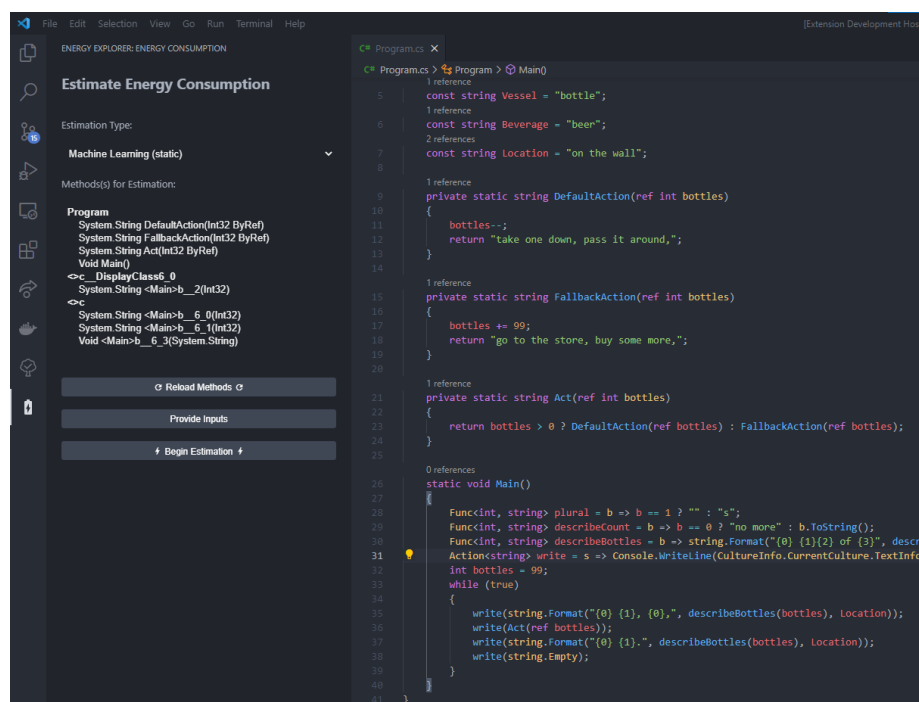 File Edit Selection View Go Run Terminal Help
[Extension Development Hos
ENERGY EXPLORER: ENERGY CONSUMPTION
Estimate Energy Consumption
Estimation Type:
Machine Learning (static)
Methods(s) for Estimation:
Program
System.String DefaultAction(Int32 ByRef)
System.String FallbackAction(Int32 ByRef)
System.String Act(Int32 ByRef)
Void Main()
<>c__DisplayClass6_0
System.String <Main>b__2(Int32)
<>c
System.String <Main>b__6_0(Int32)
System.String <Main>b__6_1(Int32)
Void <Main>b__6_3(System.String)
Reload Methods
Provide Inputs
Begin Estimation
15
C# Program.cs
C# Program.cs > Program > Main()
1 reference
5 const string Vessel = "bottle";
1 reference
6 const string Beverage = "beer";
2 references
7 const string Location = "on the wall";
8
1 reference
9 private static string DefaultAction(ref int bottles)
10 {
11 bottles--;
12 return "take one down, pass it around,";
13 }
14
1 reference
15 private static string FallbackAction(ref int bottles)
16 {
17 bottles += 99;
18 return "go to the store, buy some more,";
19 }
20
1 reference
21 private static string Act(ref int bottles)
22 {
23 return bottles > 0 ? DefaultAction(ref bottles) : FallbackAction(ref bottles);
24 }
25
0 references
26 static void Main()
27 {
28 Func<int, string> plural = b => b == 1 ? "" : "s";
29 Func<int, string> describeCount = b => b == 0 ? "no more" : b.ToString();
30 Func<int, string> describeBottles = b => string.Format("{0} {1}{2} of {3}", descr
31 Action<string> write = s => Console.WriteLine(CultureInfo.CurrentCulture.TextInfo
32 int bottles = 99;
33 while (true)
34 {
35 write(string.Format("{0} {1}, {0},", describeBottles(bottles), Location));
36 write(Act(ref bottles));
37 write(string.Format("{0} {1}.", describeBottles(bottles), Location));
38 write(string.Empty);
39 }
40 }
41 }